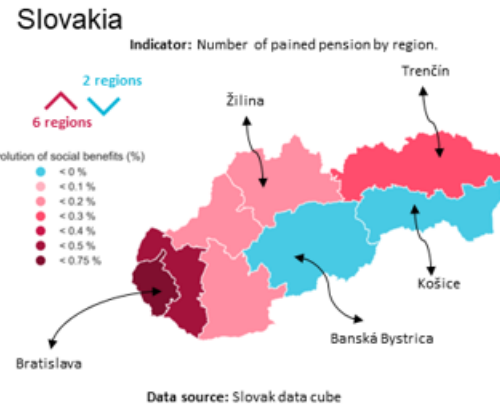 Slovakia
Indicator: Number of pained pension by region.
2 regions
6 regions
Trenčín
Žilina
olution of social benefits (%)
< 0 %
< 0.1 %
< 0.2 %
< 0.3 %
< 0.4 %
< 0.5 %
< 0.75 %
Košice
Banská Bystrica
Bratislava
Data source: Slovak data cube